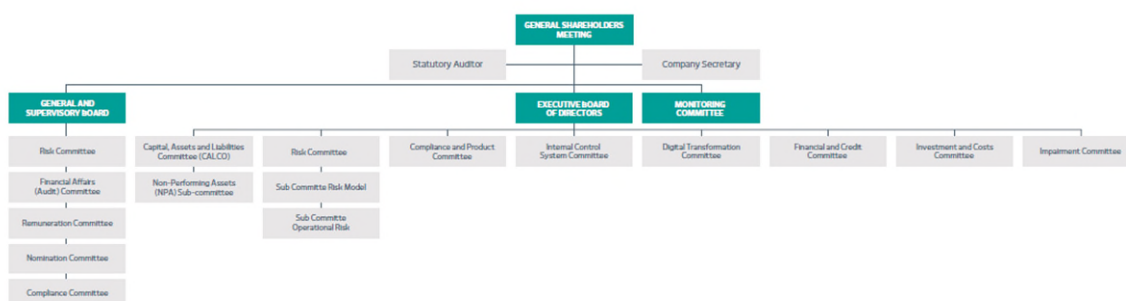 GENERAL SHAREHOLDERS
MEETING
Statutory Auditor
Company Secretary
GENERAL AND
SUPERVISORY BOARD
EXECUTIVE BOARD
OF DIRECTORS
MONITORING
COMMITTEE
Risk Committee
Capital, Assets and Liabilities
Committee (CALCO)
Risk Committee
Compliance and Product
Committee
Internal Control
System Committee
Digital Transformation
Committee
Financial and Credit
Committee
Investment and Costs
Committee
Impairment Committee
Financial Affairs
(Audit) Committee
Non-Performing Assets
(NPA) Sub-committee
Sub Committe Risk Model
Remuneration Committee
Sub Committe
Operational Risk
Nomination Committee
Compliance Committee